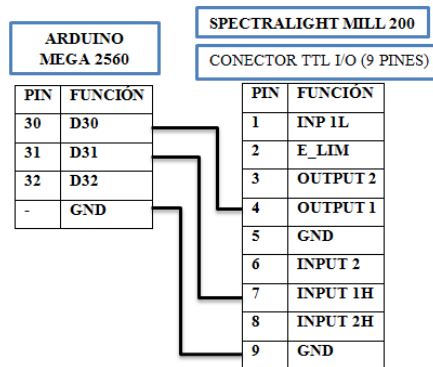 ARDUINO
MEGA 2560
PIN FUNCIÓN
30 D30
31 D31
32 D32
- GND
SPECTRALIGHT MILL 200
CONECTOR TTL I/O (9 PINES)
PIN FUNCIÓN
1 INP 1L
2 E_LIM
3 OUTPUT 2
4 OUTPUT 1
5 GND
6 INPUT 2
7 INPUT 1H
8 INPUT 2H
9 GND